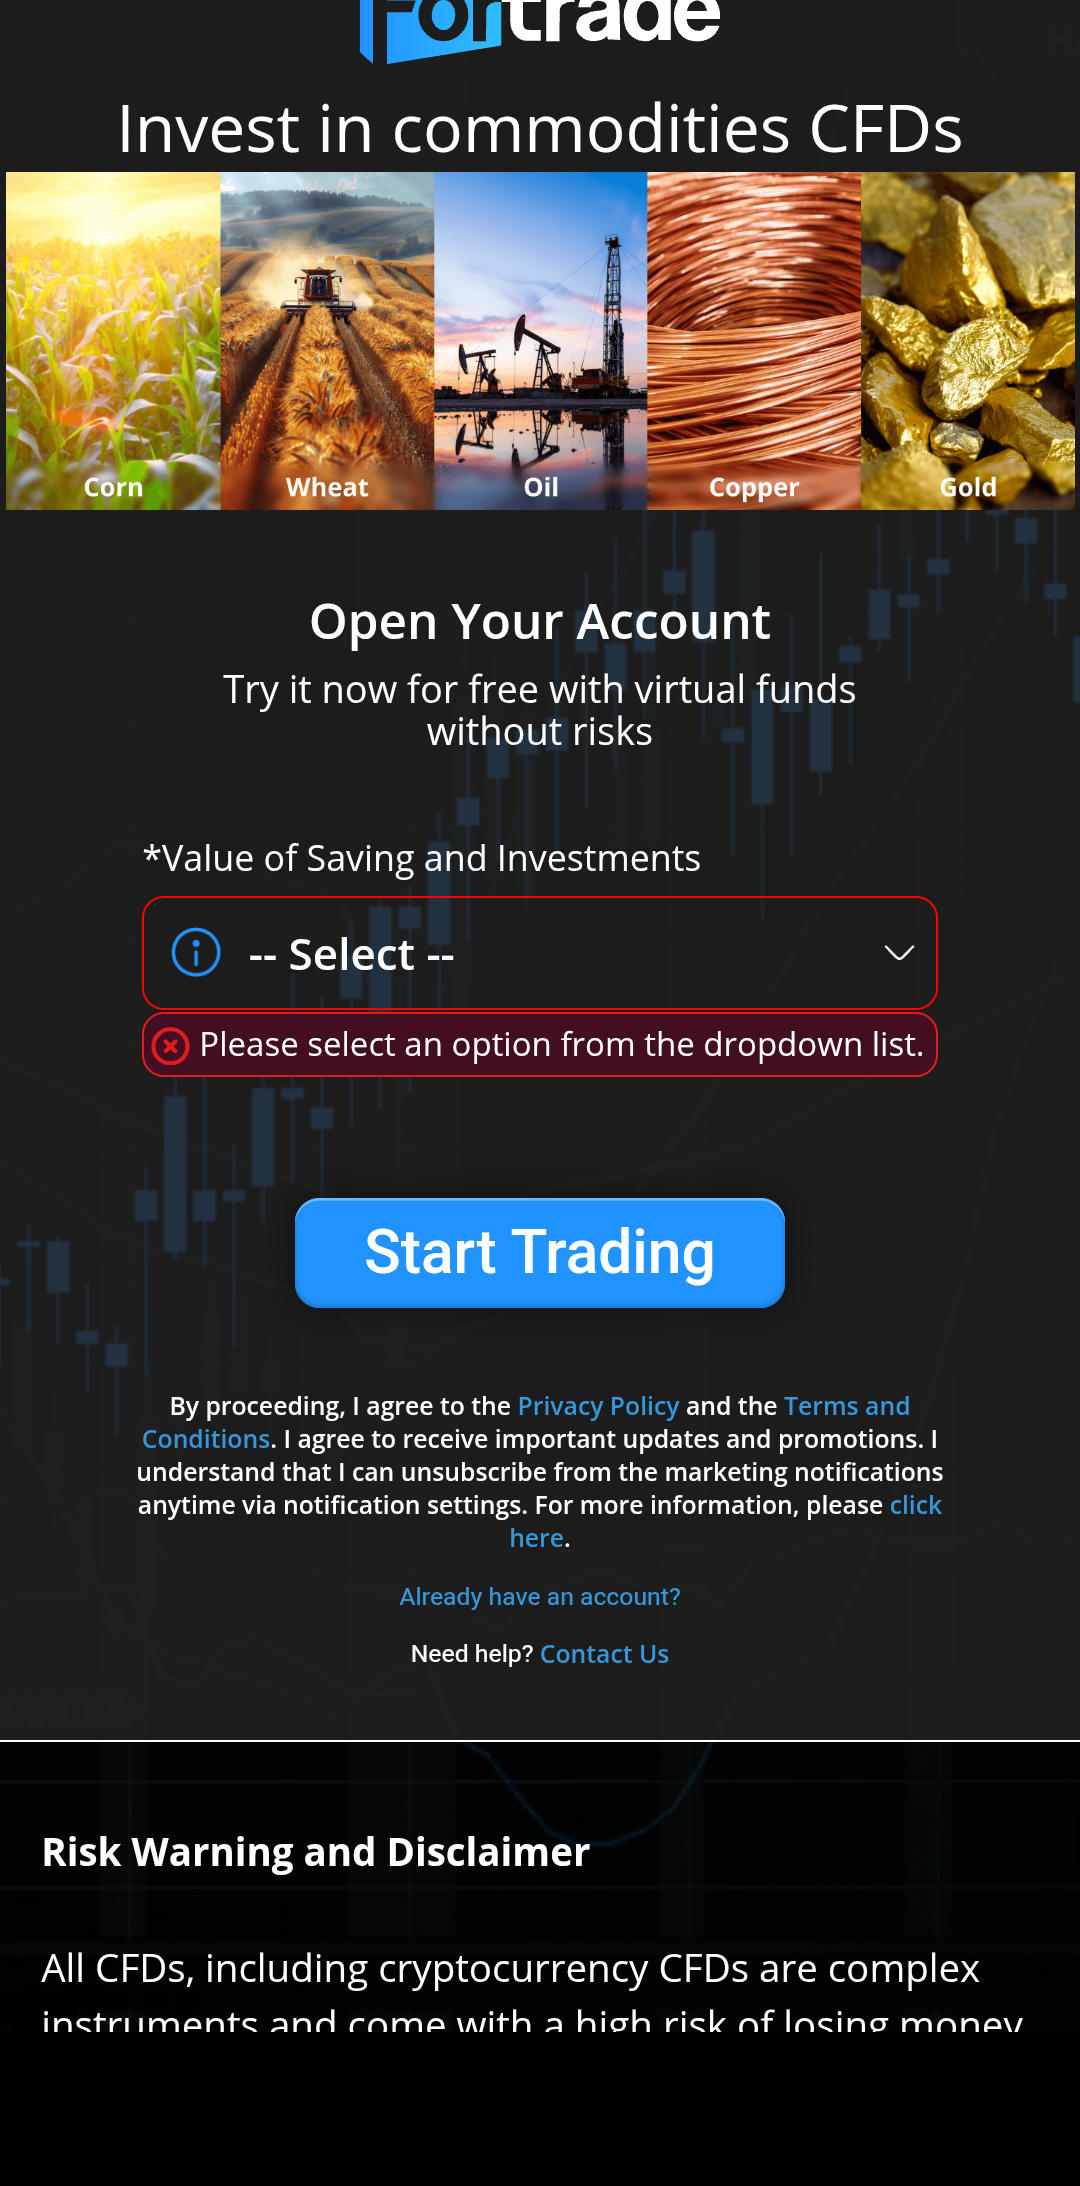 Fortrade
Invest in commodities CFDs
Corn
Wheat
Oil
Copper
Gold
Open Your Account
Try it now for free with virtual funds
without risks
*Value of Saving and Investments
-- Select --
Please select an option from the dropdown list.
Start Trading
By proceeding, I agree to the Privacy Policy and the Terms and
Conditions. I agree to receive important updates and promotions. I
understand that I can unsubscribe from the marketing notifications
anytime via notification settings. For more information, please click
here.
Already have an account?
Need help? Contact Us
19.06
Risk Warning and Disclaimer
All CFDs, including cryptocurrency CFDs are complex
instruments and come with a high risk of losing money